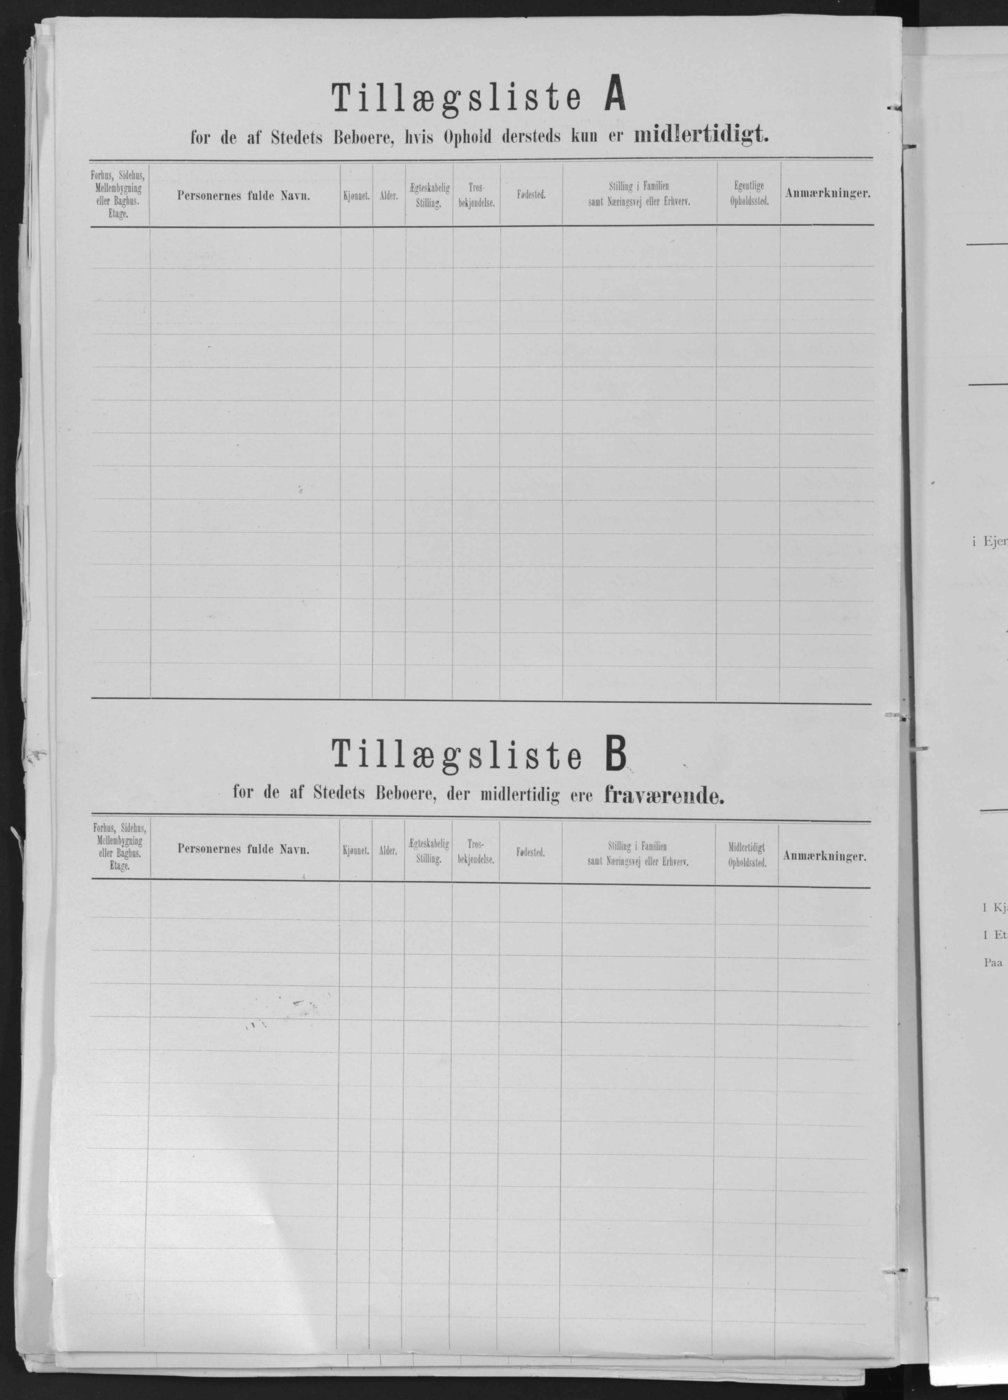 Tillægsliste A
for de af Stedets Beboere, hvis Ophold dersteds kun er midlertidigt.
Forhus, Sidehus,
Mellembygning
eller Baghus.
Etage.
Personernes fulde Navn.
Kjønnet.
Alder.
Ægteskabelig
Stilling.
Tros-
bekjendelse.
Fødested.
Stilling i Familien
samt Næringsvej eller Erhverv.
Egentlige
Opholdssted.
Anmærkninger.
Tillægsliste B
for de af Stedets Beboere, der midlertidig ere fraværende.
Forhus, Sidehus,
Mellembygning
eller Baghus.
Etage.
Personernes fulde Navn.
Kjønnet.
Alder.
Ægteskabelig
Stilling.
Tros-
bekjendelse.
Fødested.
Stilling i Familien
samt Næringsvej eller Erhverv.
Midlertidigt
Opholdssted.
Anmærkninger.
i Ejer
I Kj
I Et
Paa